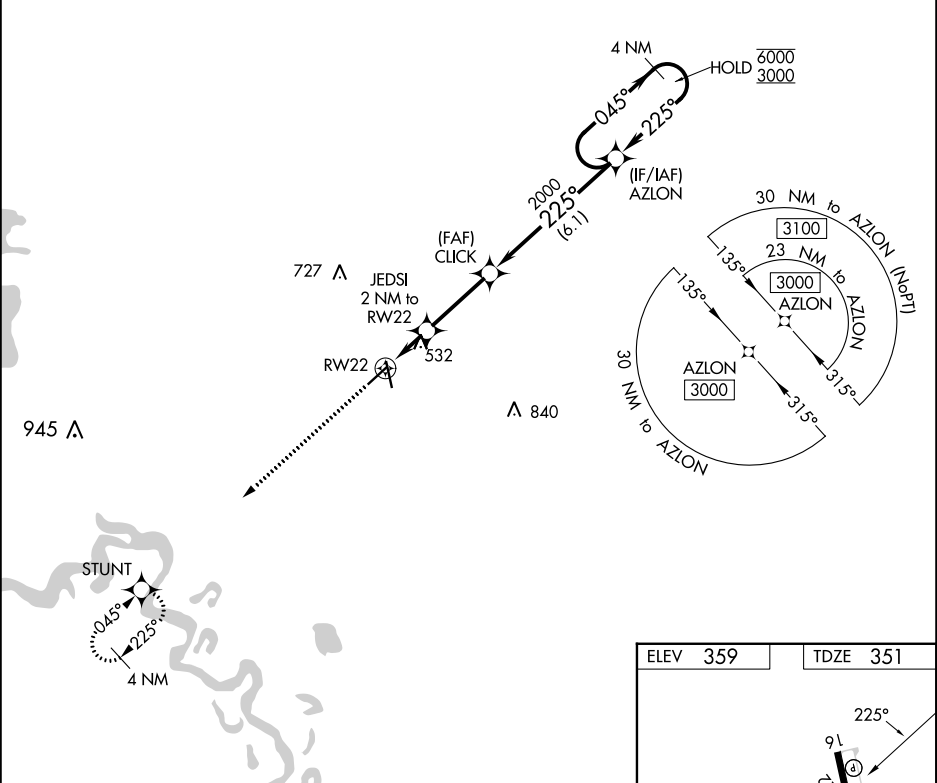 4 NM
HOLD 6000
3000
045°
225°
(IF/IAF)
AZLON
2000
225°
(6.1)
(FAF)
CLICK
727
JEDSI
2 NM to
RW22
532
RW22
840
945
30 NM to AZLON (NoPT)
3100
135°
23 NM to AZLON
3000
AZLON
315°
135°
AZLON
3000
315°
30 NM to AZLON
STUNT
045°
225°
4 NM
ELEV 359
TDZE 351
225°
16
P